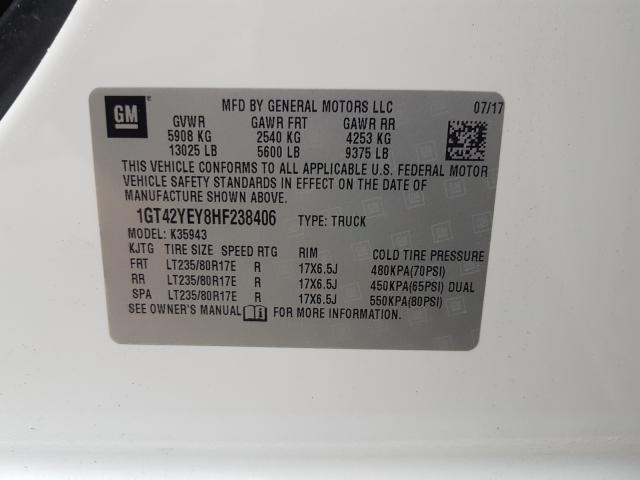 GM
MFD BY GENERAL MOTORS LLC 07/17
GVWR GAWR FRT GAWR RR
5908 KG 2540 KG 4253 KG
13025 LB 5600 LB 9375 LB
THIS VEHICLE CONFORMS TO ALL APPLICABLE U.S. FEDERAL MOTOR
VEHICLE SAFETY STANDARDS IN EFFECT ON THE DATE OF
MANUFACTURE SHOWN ABOVE.
1GT42YEY8HF238406 TYPE: TRUCK
MODEL: K35943
KJTG TIRE SIZE SPEED RTG RIM COLD TIRE PRESSURE
FRT LT235/80R17E R 17X6.5J 480KPA(70PSI)
RR LT235/80R17E R 17X6.5J 450KPA(65PSI) DUAL
SPA LT235/80R17E R 17X6.5J 550KPA(80PSI)
SEE OWNER'S MANUAL FOR MORE INFORMATION.